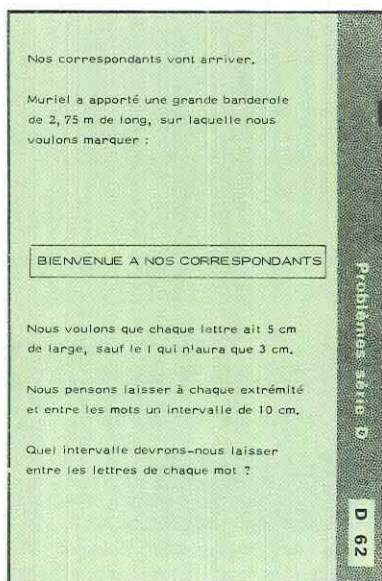 Nos correspondants vont arriver.
Muriel a apporté une grande banderole
de 2,75 m de long, sur laquelle nous
voulons marquer :
BIENVENUE A NOS CORRESPONDANTS
Nous voulons que chaque lettre ait 5 cm
de large, sauf le I qui n'aura que 3 cm.
Nous pensons laisser à chaque extrémité
et entre les mots un intervalle de 10 cm.
Quel intervalle devrons-nous laisser
entre les lettres de chaque mot ?
Problèmes série D
D 62